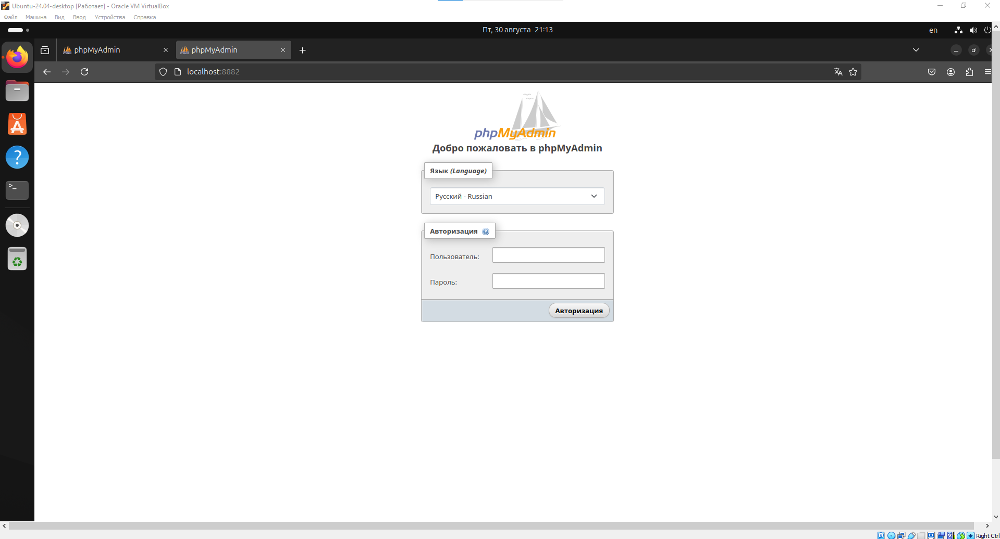 Ubuntu-24.04-desktop [Работает] - Oracle VM VirtualBox
Файл Машина Вид Ввод Устройства Справка
Пт, 30 августа 21:13
en
phpMyAdmin
phpMyAdmin
localhost:8882
phpMyAdmin
Добро пожаловать в phpMyAdmin
Язык (Language)
Русский - Russian
Авторизация
Пользователь:
Пароль:
Авторизация
Right Ctrl